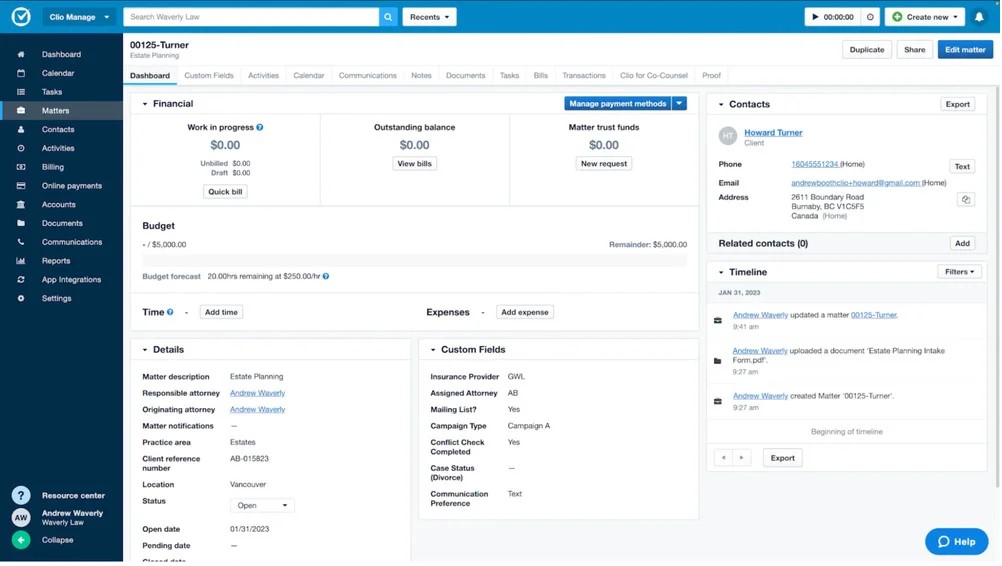 Clio Manage
Search Waverly Law
Recents
00:00:00
Create new
Dashboard
Calendar
Tasks
Matters
Contacts
Activities
Billing
Online payments
Accounts
Documents
Communications
Reports
App Integrations
Settings
? Resource center
AW Andrew Waverly
Waverly Law
Collapse
00125-Turner
Estate Planning
Duplicate
Share
Edit matter
Dashboard Custom Fields Activities Calendar Communications Notes Documents Tasks Bills Transactions Clio for Co-Counsel Proof
Financial
Manage payment methods
Work in progress ?
$0.00
Unbilled $0.00
Draft $0.00
Quick bill
Outstanding balance
$0.00
View bills
Matter trust funds
$0.00
New request
Budget
- / $5,000.00
Remainder: $5,000.00
Budget forecast 20.00hrs remaining at $250.00/hr ?
Time ? - Add time
Expenses - Add expense
Details
Matter description Estate Planning
Responsible attorney Andrew Waverly
Originating attorney Andrew Waverly
Matter notifications —
Practice area Estates
Client reference number AB-015823
Location Vancouver
Status Open
Open date 01/31/2023
Pending date —
Closed date
Custom Fields
Insurance Provider GWL
Assigned Attorney AB
Mailing List? Yes
Campaign Type Campaign A
Conflict Check Completed Yes
Case Status (Divorce) —
Communication Preference Text
Contacts
Export
HT Howard Turner
Client
Phone 16045551234 (Home) Text
Email andrewboothclio+howard@gmail.com (Home)
Address 2611 Boundary Road
Burnaby, BC V1C5F5
Canada (Home)
Related contacts (0) Add
Timeline
Filters
JAN 31, 2023
Andrew Waverly updated a matter 00125-Turner.
9:41 am
Andrew Waverly uploaded a document 'Estate Planning Intake
Form.pdf'.
9:27 am
Andrew Waverly created Matter '00125-Turner'.
9:27 am
Beginning of timeline
Export
Help